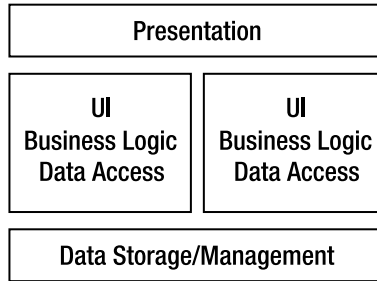 Presentation
UI
Business Logic
Data Access
UI
Business Logic
Data Access
Data Storage/Management